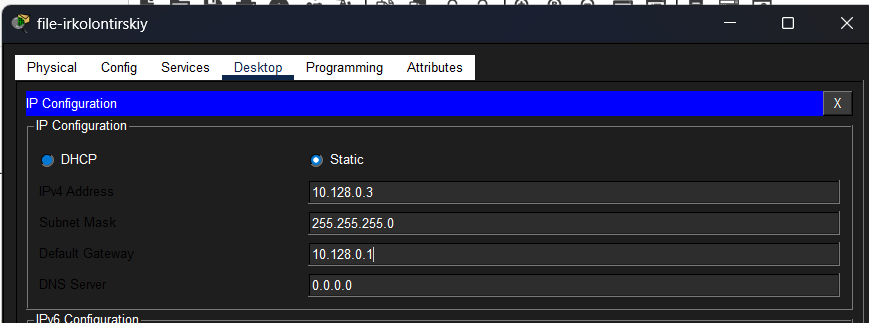 file-irkolontirskiy
Physical Config Services Desktop Programming Attributes
IP Configuration X
IP Configuration
DHCP Static
IPv4 Address 10.128.0.3
Subnet Mask 255.255.255.0
Default Gateway 10.128.0.1
DNS Server 0.0.0.0
IPv6 Configuration